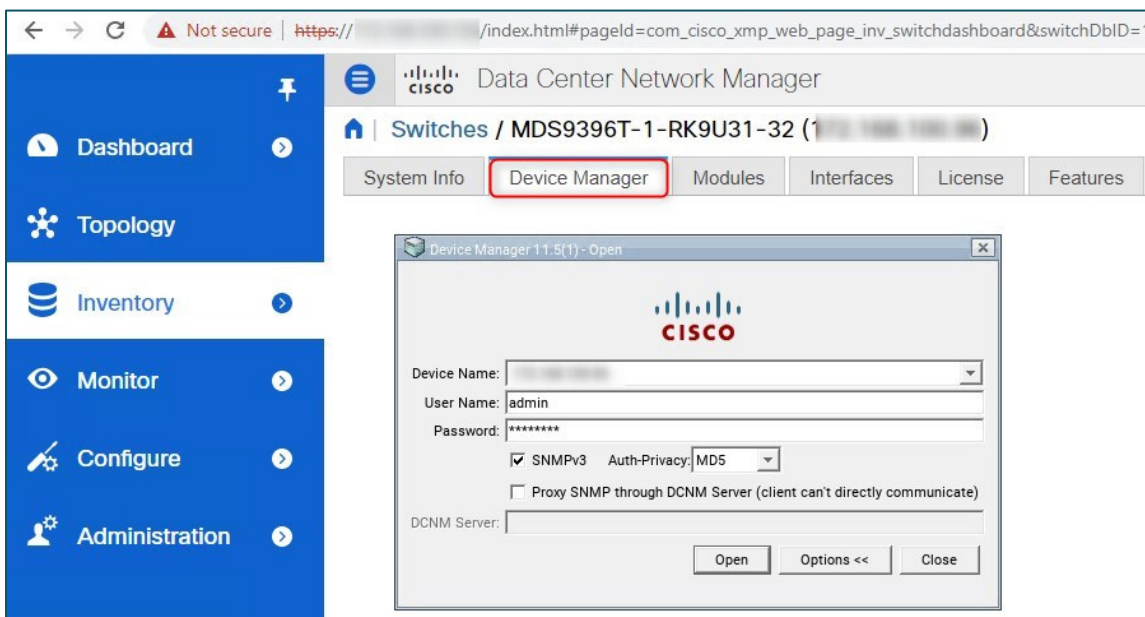 Not secure | https:// /index.html#pageId=com_cisco_xmp_web_page_inv_switchdashboard&switchDbID=
CISCO Data Center Network Manager
Switches / MDS9396T-1-RK9U31-32 ( )
System Info Device Manager Modules Interfaces License Features
Dashboard
Topology
Inventory
Monitor
Configure
Administration
Device Manager 11.5(1) - Open
CISCO
Device Name:
User Name: admin
Password: ********
SNMPv3 Auth-Privacy: MD5
Proxy SNMP through DCNM Server (client can't directly communicate)
DCNM Server:
Open Options << Close